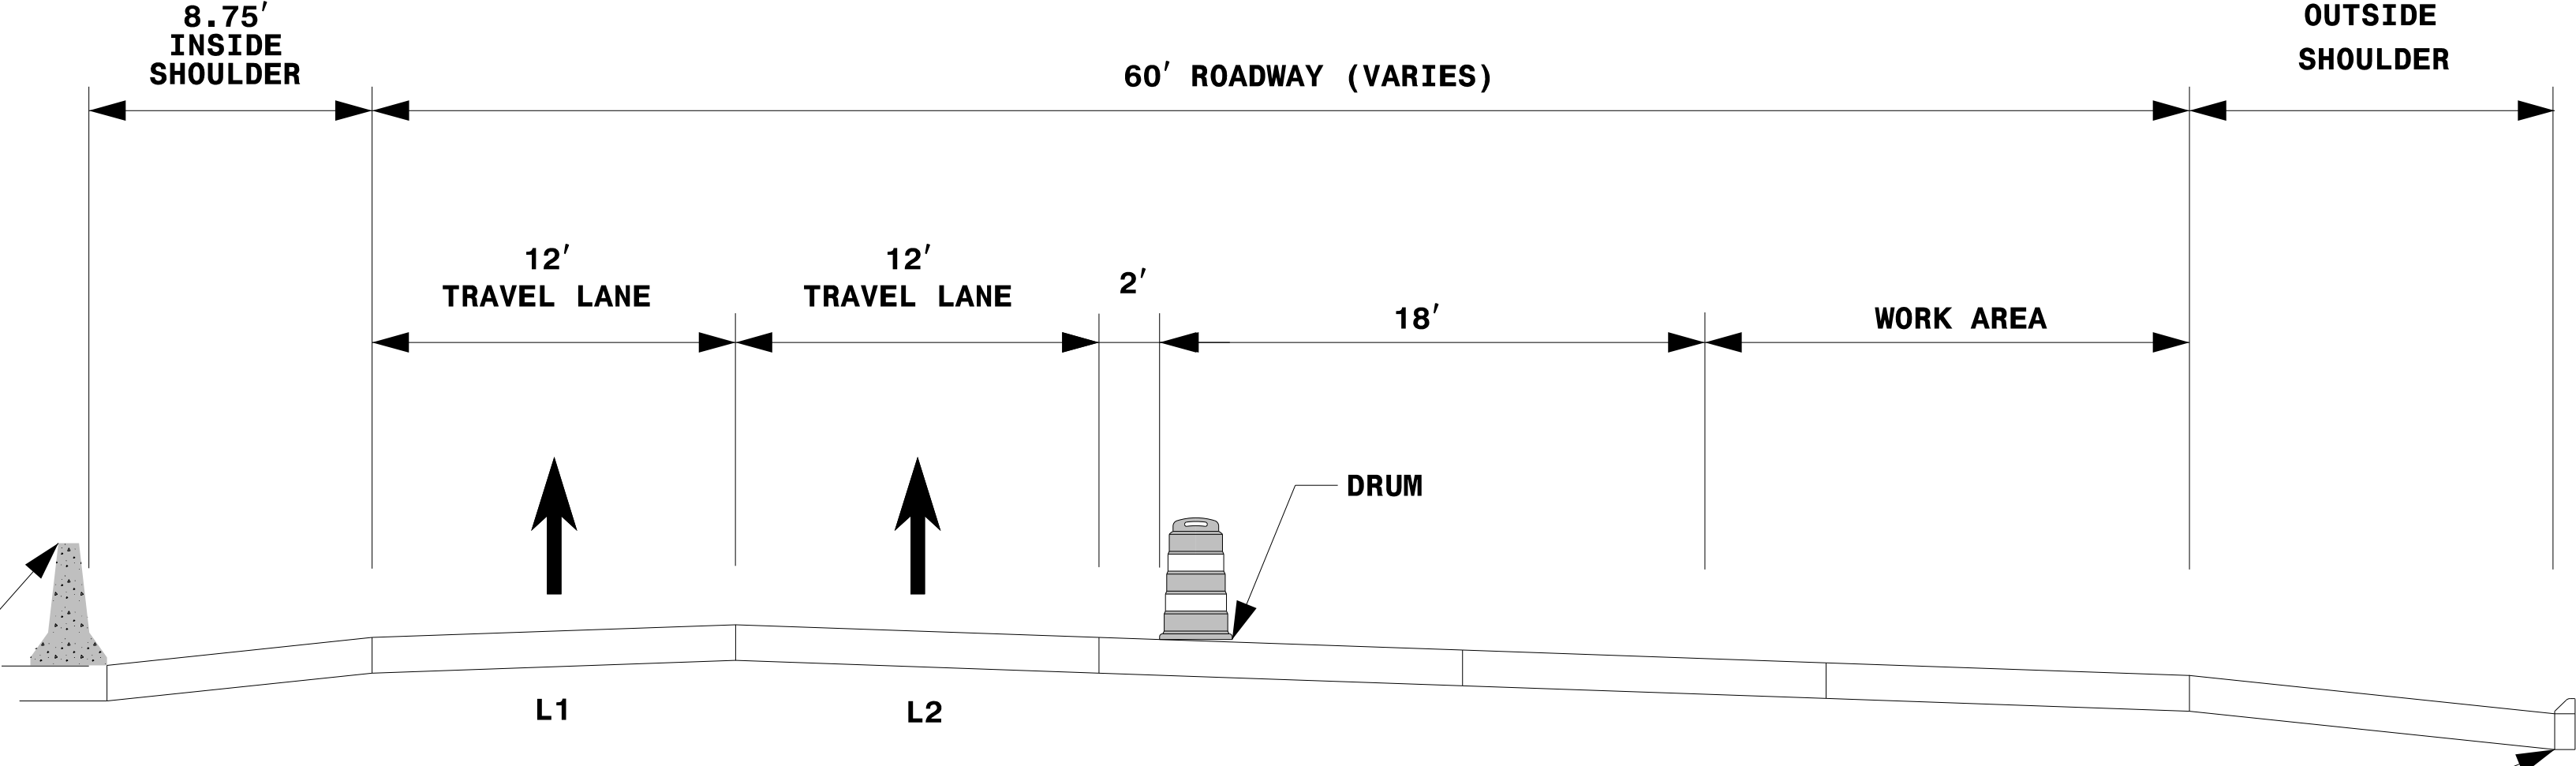 8.75'
INSIDE
SHOULDER
60' ROADWAY (VARIES)
OUTSIDE
SHOULDER
12'
TRAVEL LANE
12'
TRAVEL LANE
2'
18'
WORK AREA
DRUM
L1
L2